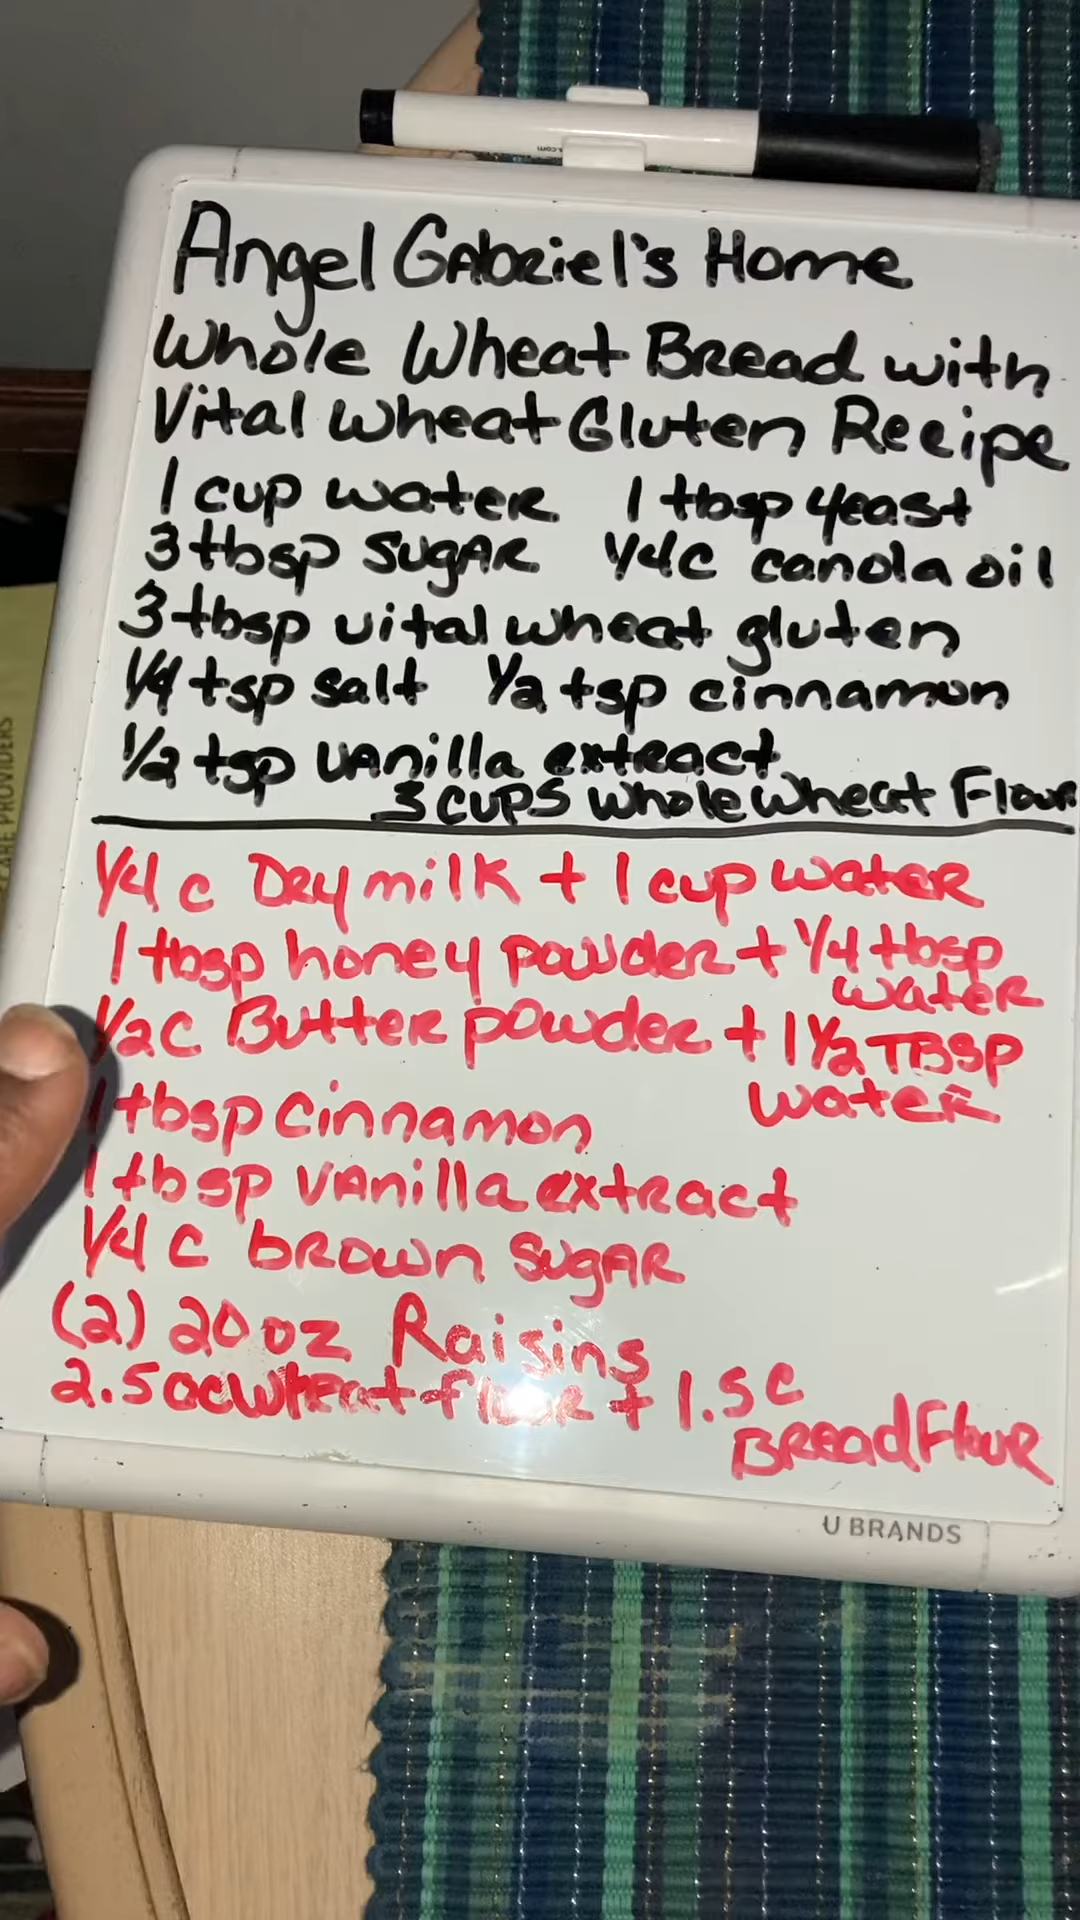 Angel Gabriel's Home
Whole Wheat Bread with
Vital Wheat Gluten Recipe
1 cup water 1 tbsp yeast
3 tbsp sugar 1/4 c canola oil
3 tbsp vital wheat gluten
1/4 tsp salt 1/2 tsp cinnamon
1/2 tsp vanilla extract
3 cups whole wheat Flour
1/4 c Dry milk + 1 cup water
1 tbsp honey powder + 1/4 tbsp
water
1/2 c Butter powder + 1 1/2 TBSP
water
1 tbsp cinnamon
1 tbsp vanilla extract
1/4 c brown sugar
(2) 20 oz Raisins
2.5 wheat flour + 1.5 c
Bread Flour
U BRANDS
CARE PROVIDERS